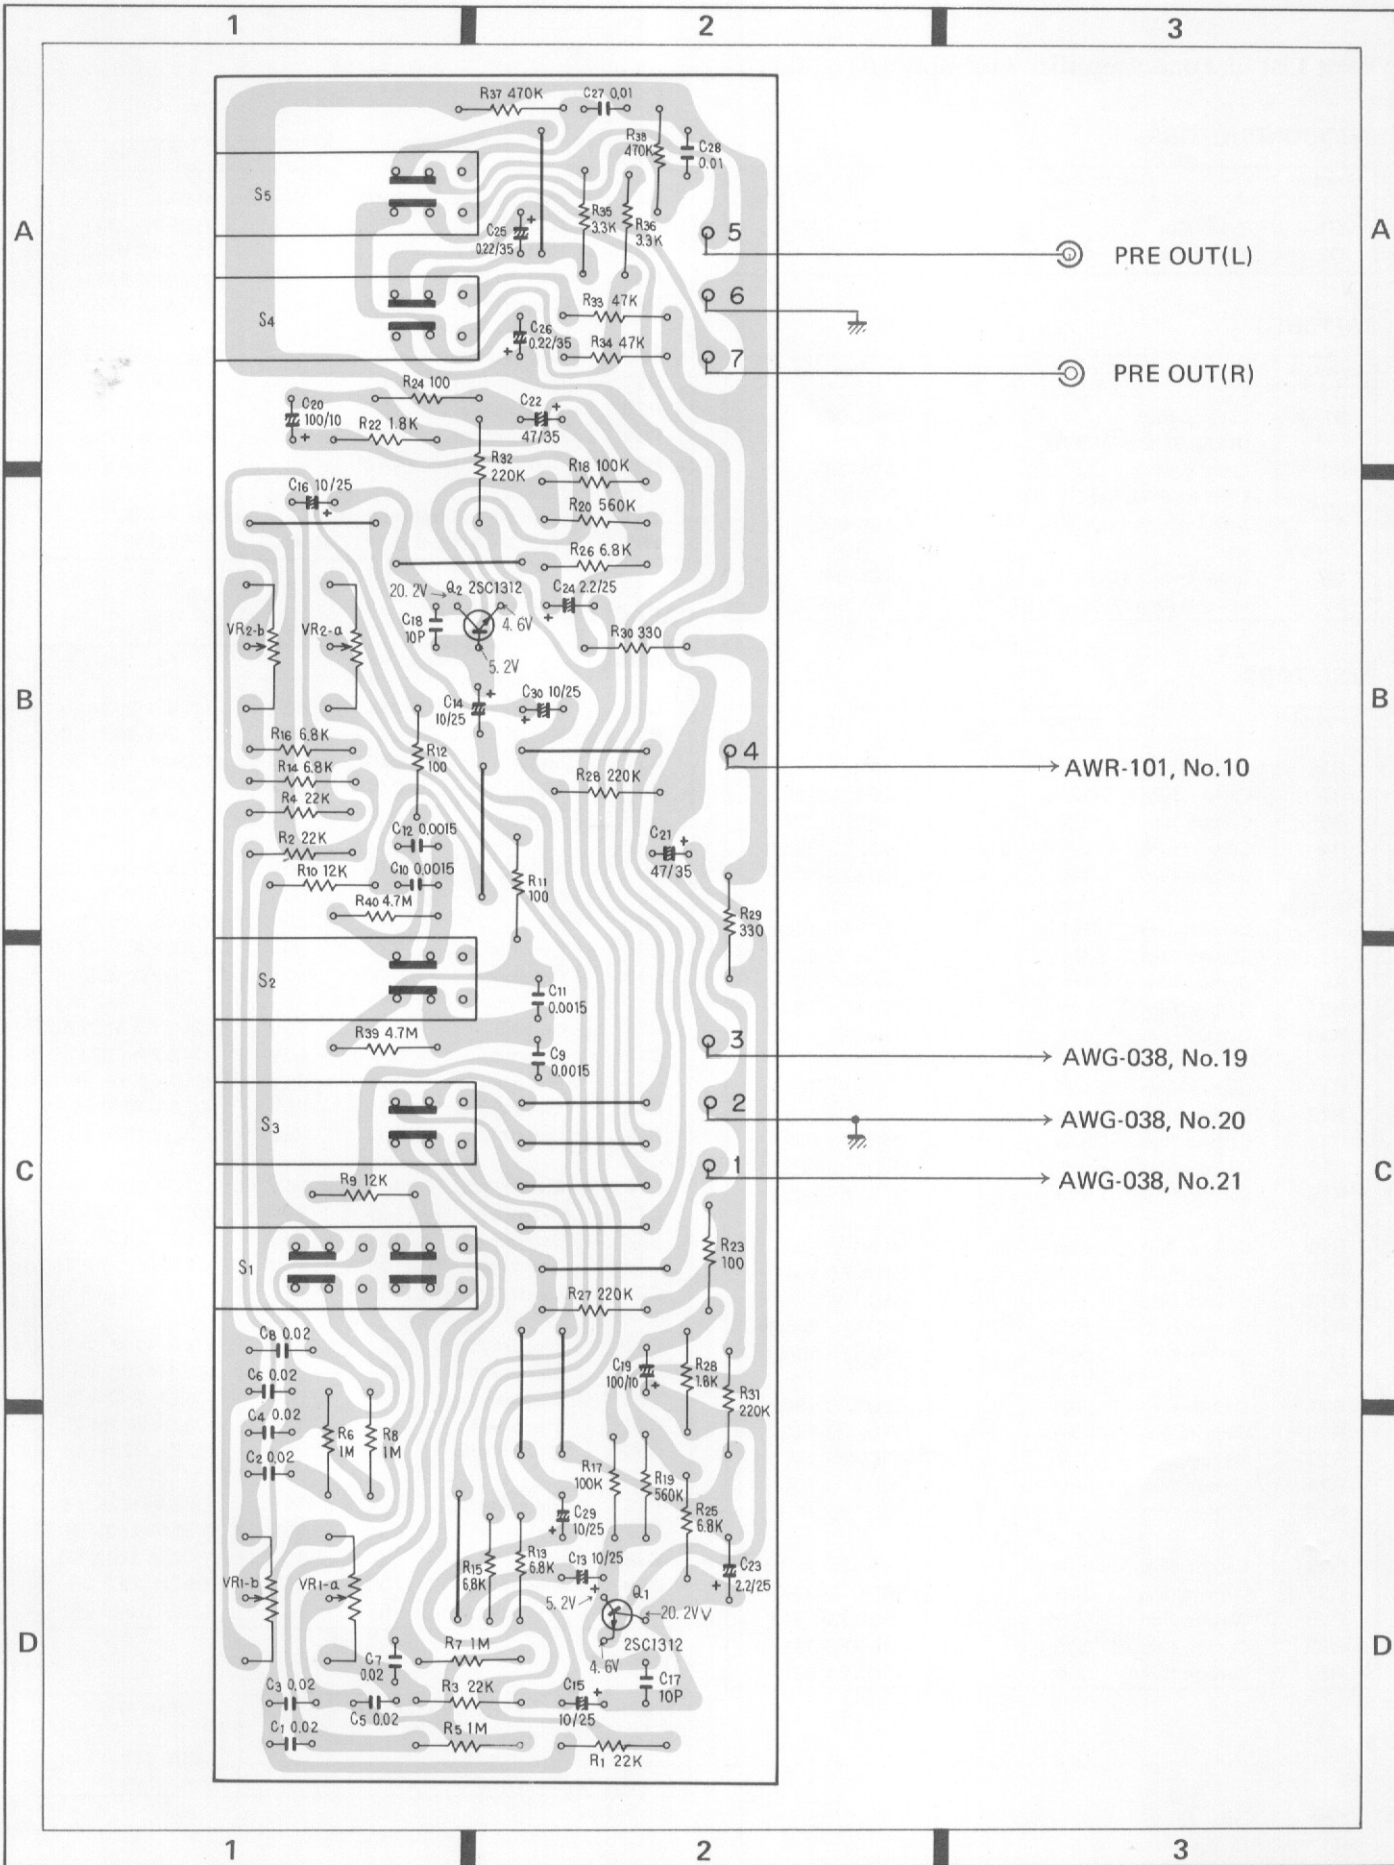 1 2 3
R37 470K
C27 0.01
R38
470K
C28
0.01
S5
A
A
C25
0.22/35
R35
3.3K
R36
3.3K
5
PRE OUT(L)
6
S4
R33 47K
C26
0.22/35
R34 47K
7
PRE OUT(R)
R24 100
C20
100/10
R22 1.8K
C22
47/35
R32
220K
R18 100K
C16 10/25
R20 560K
R26 6.8K
20.2V
Q2 2SC1312
C24 2.2/25
C18
10P
4.6V
VR2-b
VR2-a
R30 330
5.2V
B
B
C14
10/25
C30 10/25
R16 6.8K
R12
100
4
R14 6.8K
AWR-101, No.10
R28 220K
R4 22K
C12 0.0015
C21
47/35
R2 22K
R10 12K
C10 0.0015
R11
100
R40 4.7M
R29
330
S2
C11
0.0015
R39 4.7M
3
C9
0.0015
AWG-038, No.19
2
S3
AWG-038, No.20
1
C
C
R9 12K
AWG-038, No.21
R23
100
S1
R27 220K
C8 0.02
C19
100/10
R28
1.8K
C6 0.02
R31
220K
C4 0.02
R6
1M
R8
1M
C2 0.02
R17
100K
R19
560K
C29
10/25
R25
6.8K
R15
6.8K
R13
6.8K
C13 10/25
C23
2.2/25
VR1-b
VR1-a
5.2V
Q1
20.2V
D
D
2SC1312
C7
0.02
R7 1M
4.6V
C17
10P
C3 0.02
C5 0.02
R3 22K
C15
10/25
C1 0.02
R5 1M
R1 22K
1 2 3